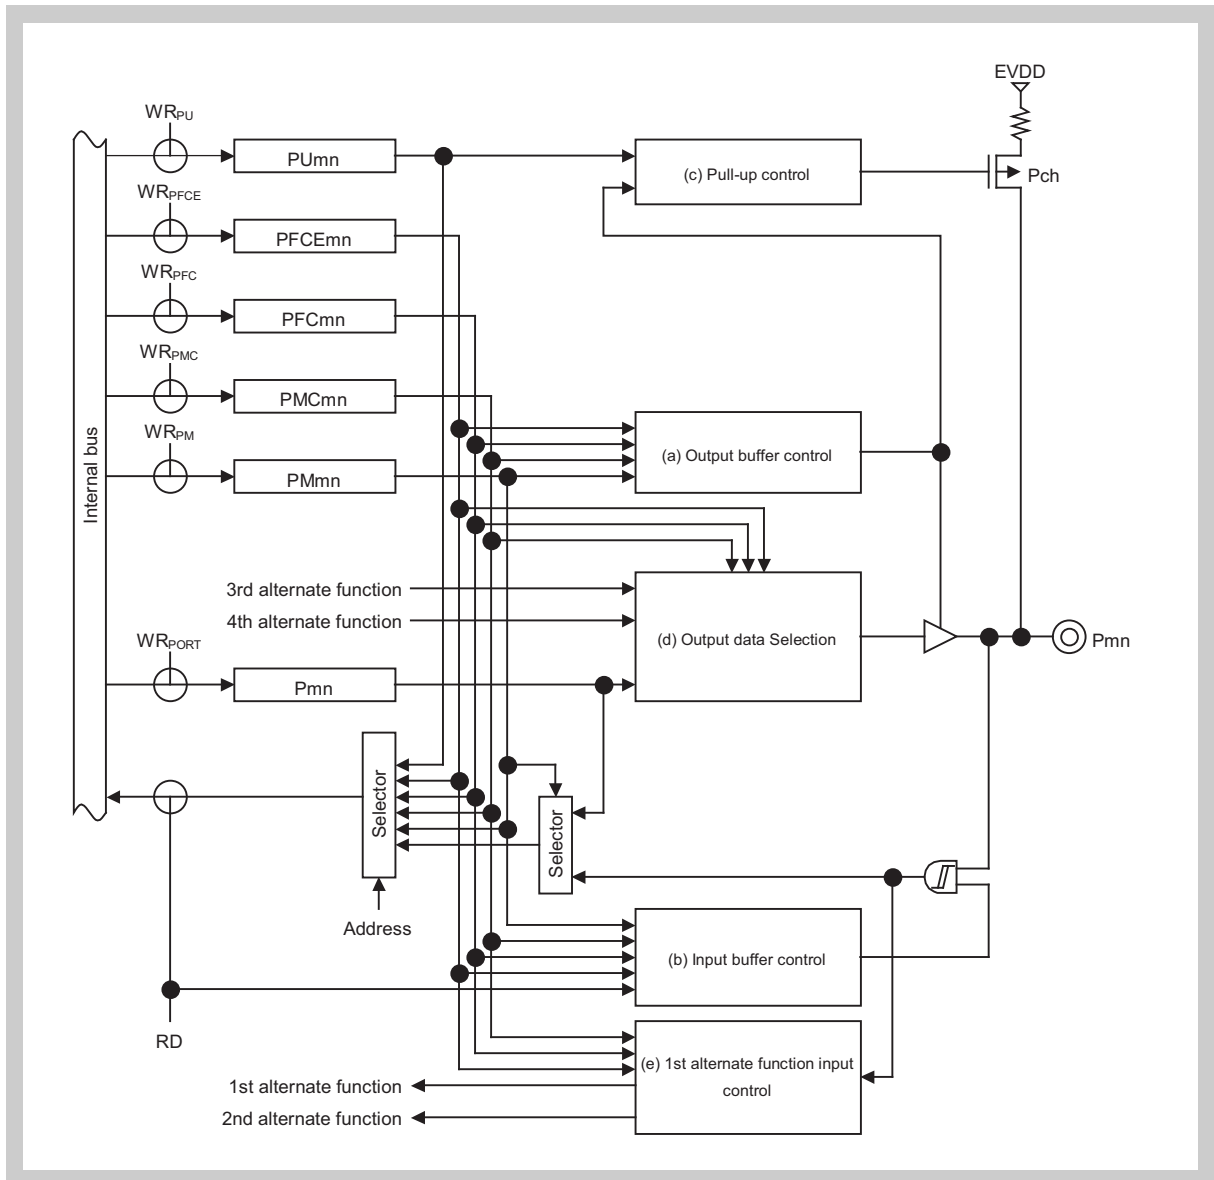 EVDD
WRPU
PUmn
(c) Pull-up control
Pch
WRPFCE
PFCEmn
WRPFC
PFCmn
WRPMC
PMCmn
WRPM
PMmn
(a) Output buffer control
Internal bus
3rd alternate function
4th alternate function
(d) Output data Selection
Pmn
WRPORT
Pmn
Selector
Selector
Address
(b) Input buffer control
RD
(e) 1st alternate function input
control
1st alternate function
2nd alternate function